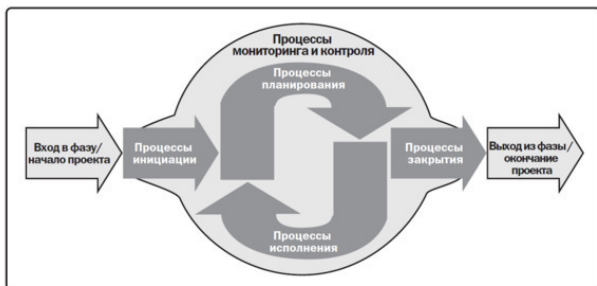 Процессы
мониторинга и контроля
Процессы
планирования
Вход в фазу/
начало проекта
Процессы
инициации
Процессы
закрытия
Выход из фазы/
окончание
проекта
Процессы
исполнения